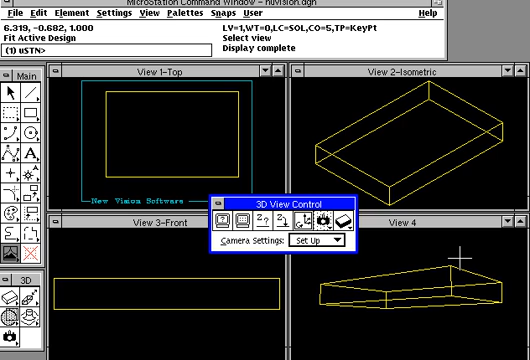 MicroStation Command Window - nuvision.dgn
File Edit Element Settings View Palettes Snaps User Help
6.319, -0.682, 1.000 LV=1,WT=0,LC=SOL,CO=5,TP=KeyPt
Fit Active Design Select view
Display complete
(1) uSTN>
Main
View 1-Top
View 2-Isometric
A
New Vision Software
3D View Control
Z?
Z
Camera Settings: Set Up
View 3-Front
View 4
3D